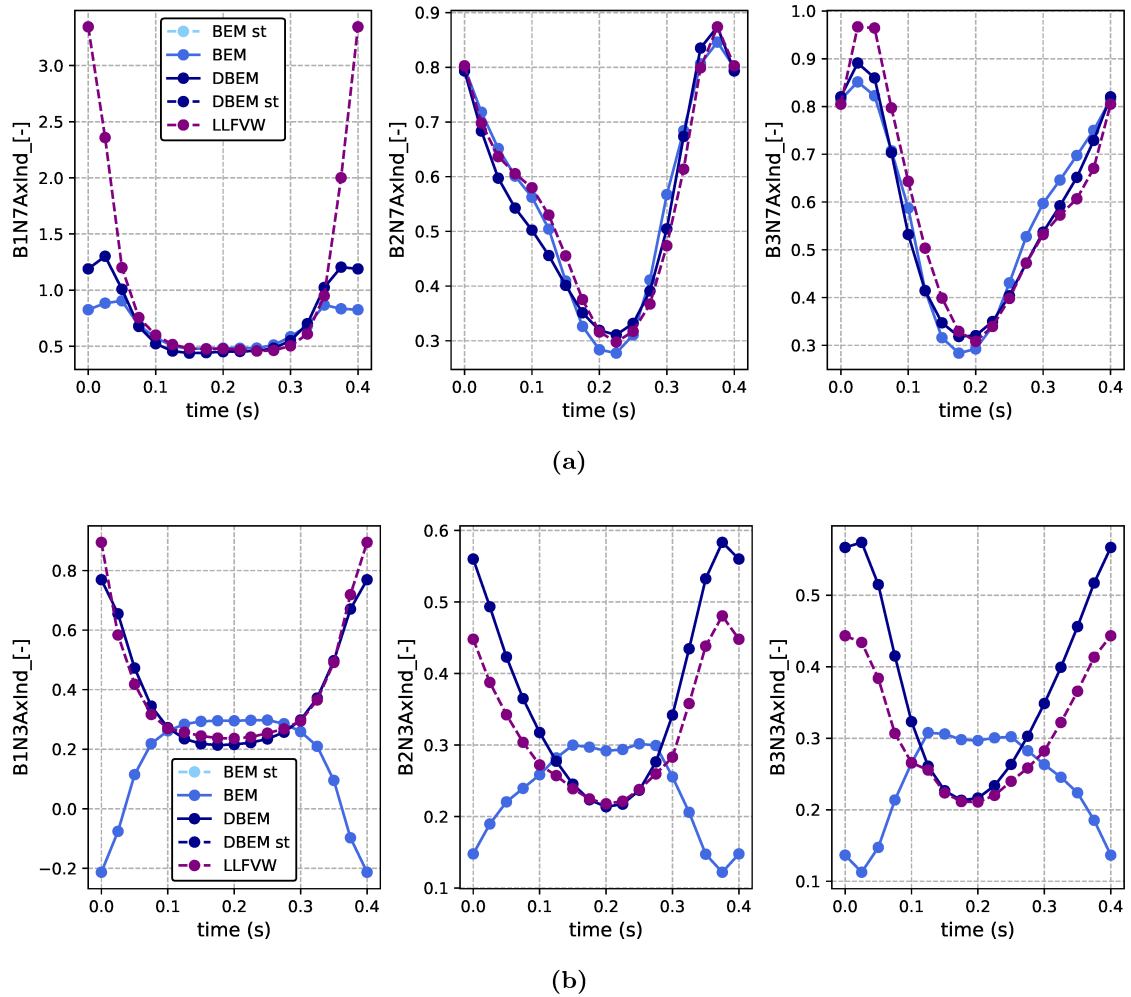 B1N7AxInd_[-]
3.0
2.5
2.0
1.5
1.0
0.5
BEM st
BEM
DBEM
DBEM st
LLFVW
0.0 0.1 0.2 0.3 0.4
time (s)
B2N7AxInd_[-]
0.9
0.8
0.7
0.6
0.5
0.4
0.3
0.0 0.1 0.2 0.3 0.4
time (s)
B3N7AxInd_[-]
1.0
0.9
0.8
0.7
0.6
0.5
0.4
0.3
0.0 0.1 0.2 0.3 0.4
time (s)
(a)
B1N3AxInd_[-]
0.8
0.6
0.4
0.2
0.0
−0.2
BEM st
BEM
DBEM
DBEM st
LLFVW
0.0 0.1 0.2 0.3 0.4
time (s)
B2N3AxInd_[-]
0.6
0.5
0.4
0.3
0.2
0.1
0.0 0.1 0.2 0.3 0.4
time (s)
B3N3AxInd_[-]
0.5
0.4
0.3
0.2
0.1
0.0 0.1 0.2 0.3 0.4
time (s)
(b)